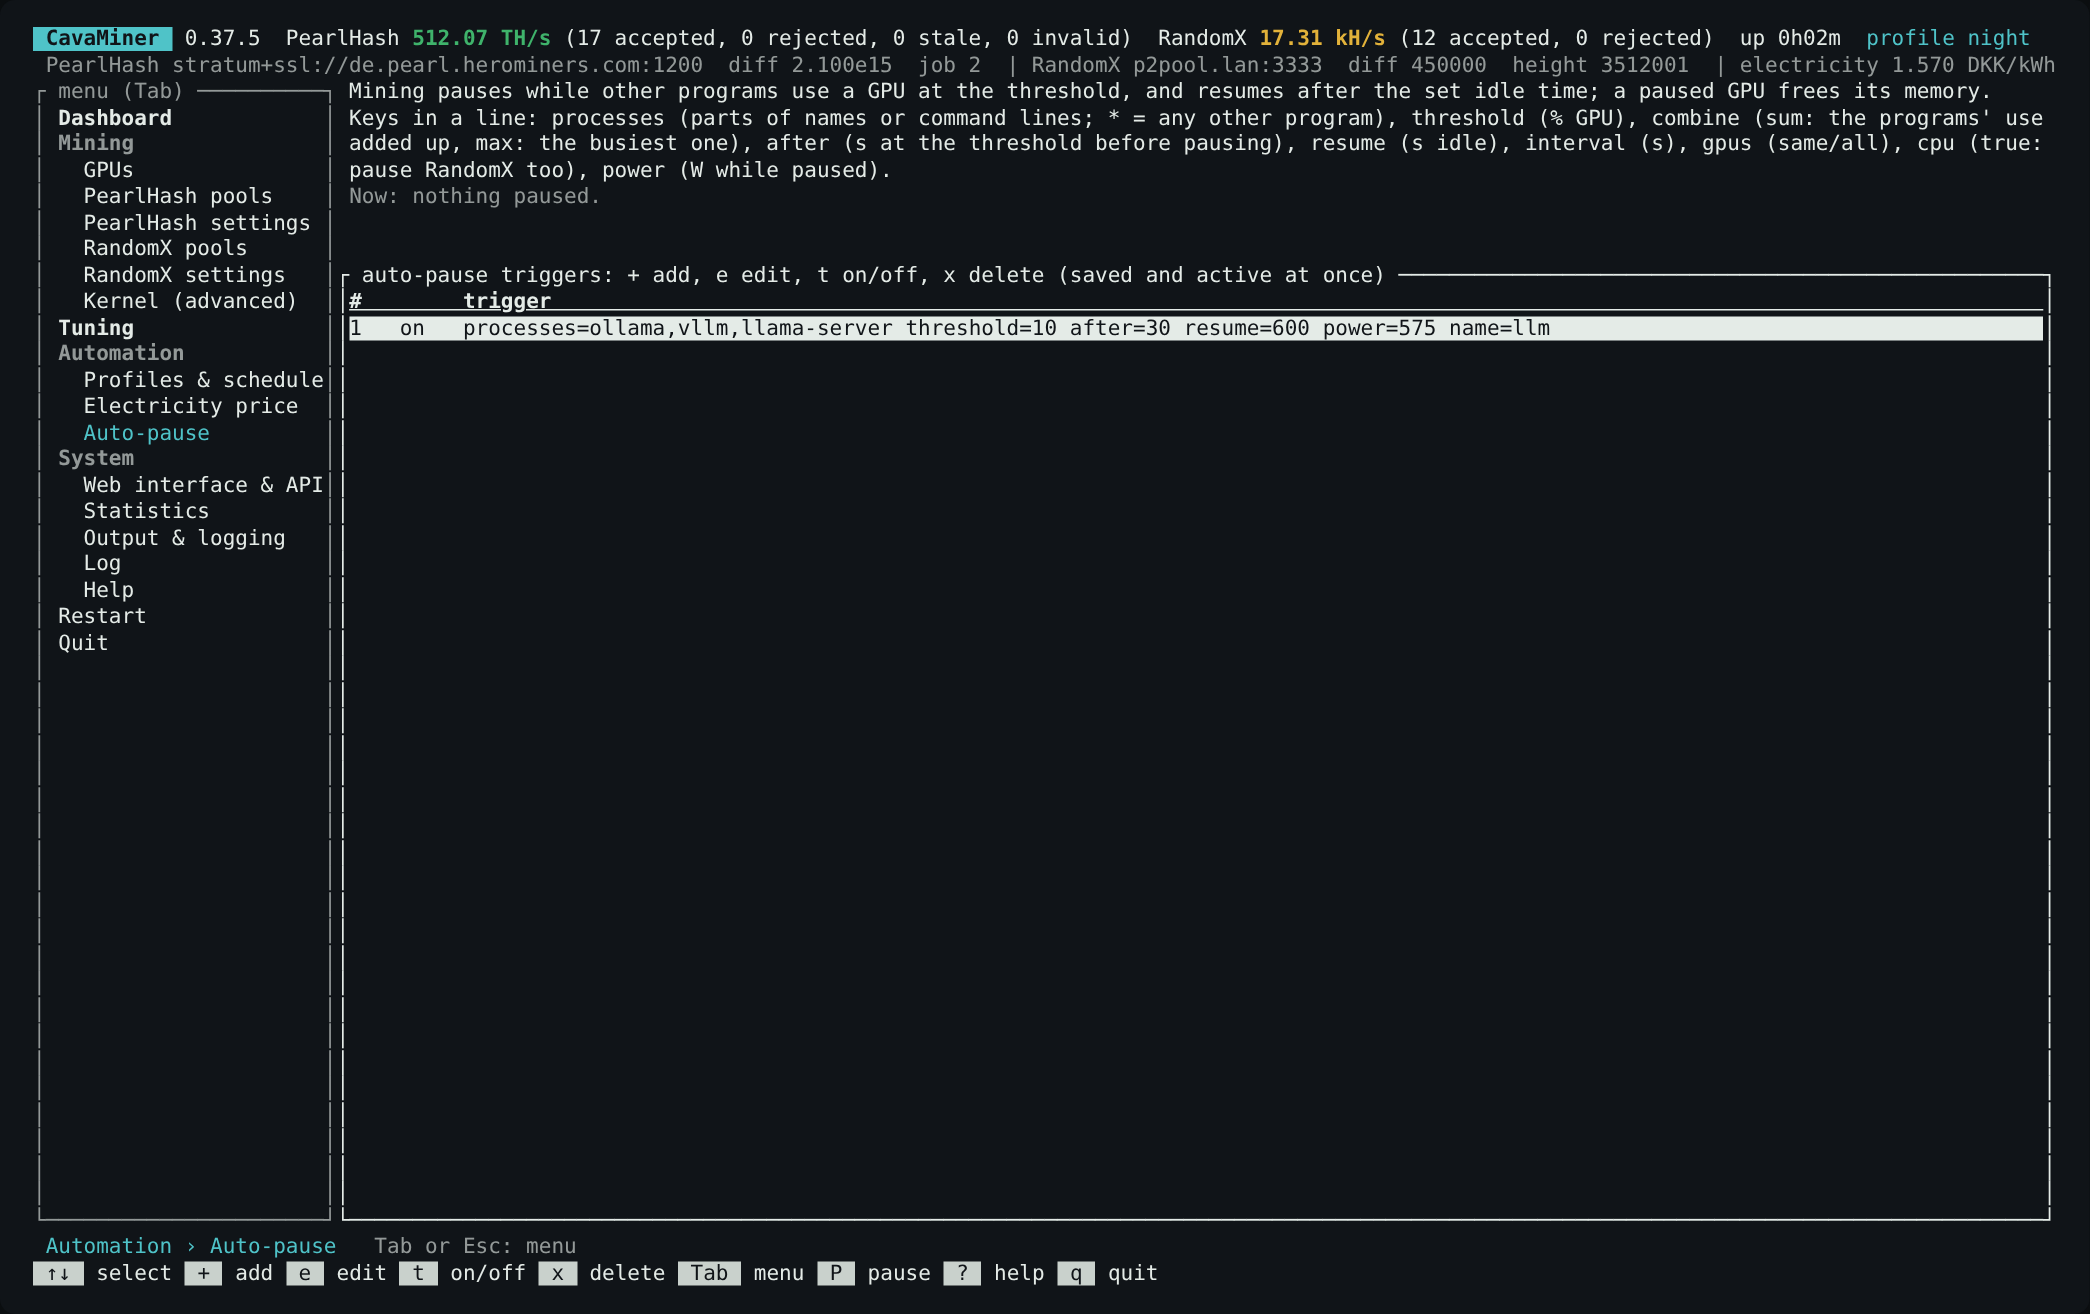 CavaMiner 0.37.5 PearlHash 512.07 TH/s (17 accepted, 0 rejected, 0 stale, 0 invalid) RandomX 17.31 kH/s (12 accepted, 0 rejected) up 0h02m profile night
PearlHash stratum+ssl://de.pearl.herominers.com:1200 diff 2.100e15 job 2 | RandomX p2pool.lan:3333 diff 450000 height 3512001 | electricity 1.570 DKK/kWh
menu (Tab)
Dashboard
Mining
GPUs
PearlHash pools
PearlHash settings
RandomX pools
RandomX settings
Kernel (advanced)
Tuning
Automation
Profiles & schedule
Electricity price
Auto-pause
System
Web interface & API
Statistics
Output & logging
Log
Help
Restart
Quit
Mining pauses while other programs use a GPU at the threshold, and resumes after the set idle time; a paused GPU frees its memory.
Keys in a line: processes (parts of names or command lines; * = any other program), threshold (% GPU), combine (sum: the programs' use
added up, max: the busiest one), after (s at the threshold before pausing), resume (s idle), interval (s), gpus (same/all), cpu (true:
pause RandomX too), power (W while paused).
Now: nothing paused.
auto-pause triggers: + add, e edit, t on/off, x delete (saved and active at once)
# trigger
1 on processes=ollama,vllm,llama-server threshold=10 after=30 resume=600 power=575 name=llm
Automation › Auto-pause Tab or Esc: menu
↑↓ select + add e edit t on/off x delete Tab menu P pause ? help q quit